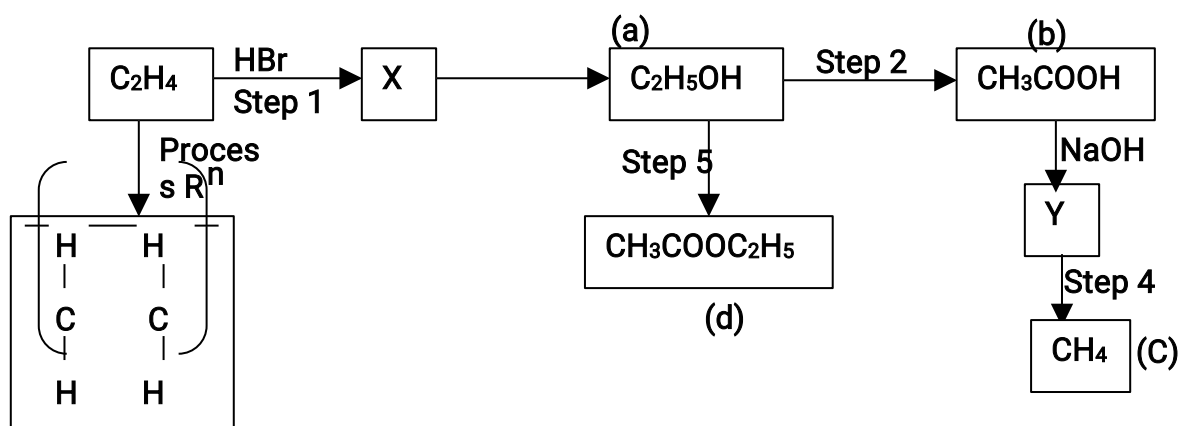 (a)
(b)
C₂H₄
HBr
Step 1
X
C₂H₅OH
Step 2
CH₃COOH
Proces
s R
n
Step 5
NaOH
Y
H H
C C
H H
CH₃COOC₂H₅
(d)
Step 4
CH₄
(C)